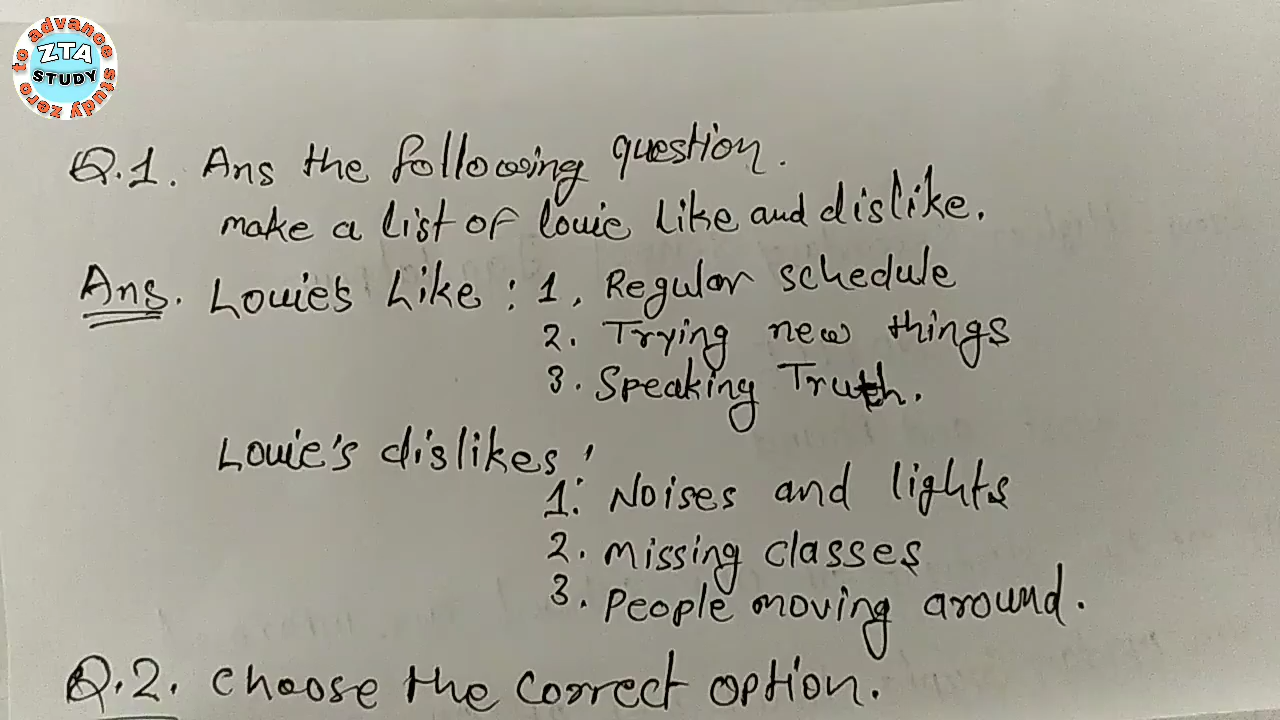 to advance study zero
ZTA
STUDY
Q.1. Ans the following question.
make a list of louie like and dislike.
Ans. Louie's Like : 1. Regular schedule
2. Trying new things
3. Speaking Truth.
Louie's dislikes :
1. Noises and lights
2. missing classes
3. People moving around.
Q.2. choose the correct option.